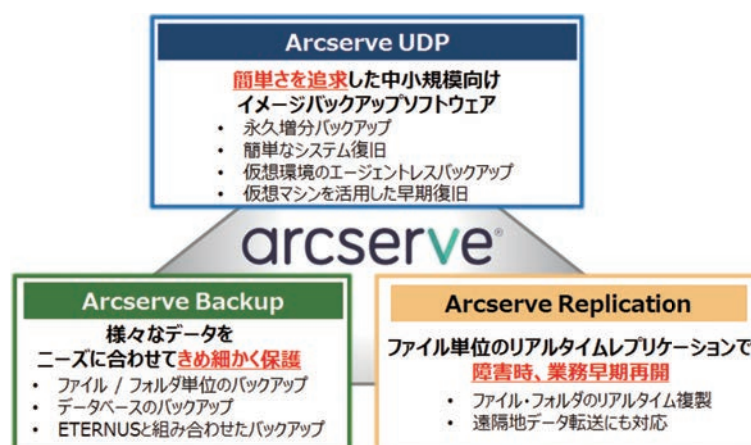 Arcserve UDP
簡単さを追求した中小規模向け
イメージバックアップソフトウェア
• 永久増分バックアップ
• 簡単なシステム復旧
• 仮想環境のエージェントレスバックアップ
• 仮想マシンを活用した早期復旧
arcserve®
Arcserve Backup
様々なデータを
ニーズに合わせてきめ細かく保護
• ファイル / フォルダ単位のバックアップ
• データベースのバックアップ
• ETERNUSと組み合わせたバックアップ
Arcserve Replication
ファイル単位のリアルタイムレプリケーションで
障害時、業務早期再開
• ファイル・フォルダのリアルタイム複製
• 遠隔地データ転送にも対応